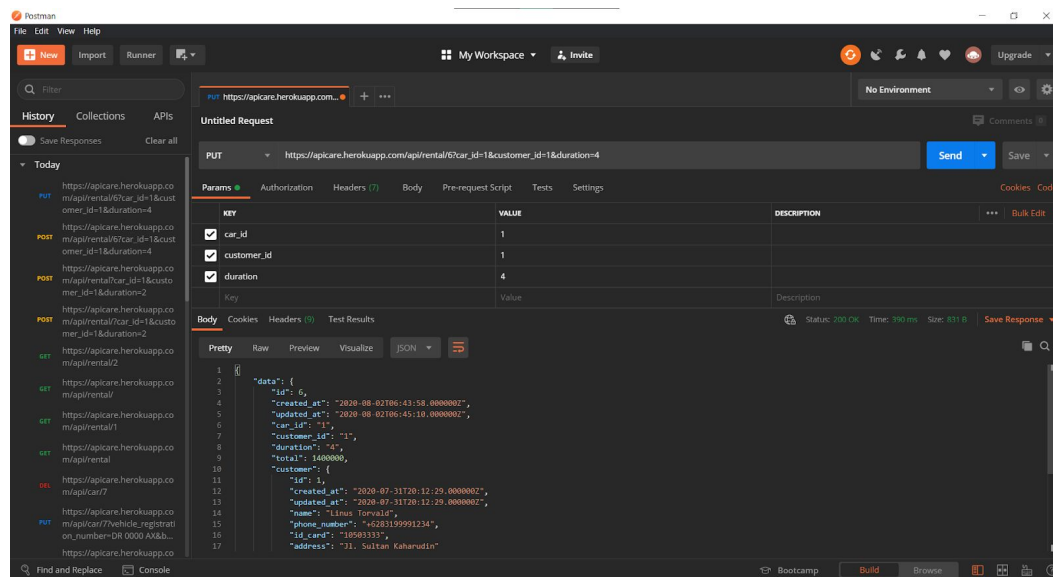 Postman
File Edit View Help
New Import Runner My Workspace Invite Upgrade
Filter
History Collections APIs
Save Responses Clear all
Today
PUT https://apicare.herokuapp.co
m/api/rental/6?car_id=1&cust
omer_id=1&duration=4
POST https://apicare.herokuapp.co
m/api/rental/6?car_id=1&cust
omer_id=1&duration=4
POST https://apicare.herokuapp.co
m/api/rental?car_id=1&custo
mer_id=1&duration=2
POST https://apicare.herokuapp.co
m/api/rental/?car_id=1&custo
mer_id=1&duration=2
GET https://apicare.herokuapp.co
m/api/rental/2
GET https://apicare.herokuapp.co
m/api/rental/
GET https://apicare.herokuapp.co
m/api/rental/1
GET https://apicare.herokuapp.co
m/api/rental
DEL https://apicare.herokuapp.co
m/api/car/7
PUT https://apicare.herokuapp.co
m/api/car/7?vehicle_registrati
on_number=DR 0000 AX&b...
https://apicare.herokuapp.co
PUT https://apicare.herokuapp.com... + •••
No Environment
Untitled Request
Comments 0
PUT https://apicare.herokuapp.com/api/rental/6?car_id=1&customer_id=1&duration=4
Send Save
Params Authorization Headers (7) Body Pre-request Script Tests Settings Cookies Cod
KEY VALUE DESCRIPTION ••• Bulk Edit
car_id 1
customer_id 1
duration 4
Key Value Description
Body Cookies Headers (9) Test Results Status: 200 OK Time: 390 ms Size: 831 B Save Response
Pretty Raw Preview Visualize JSON
1 {
2 "data": {
3 "id": 6,
4 "created_at": "2020-08-02T06:43:58.000000Z",
5 "updated_at": "2020-08-02T06:45:10.000000Z",
6 "car_id": "1",
7 "customer_id": "1",
8 "duration": "4",
9 "total": 1400000,
10 "customer": {
11 "id": 1,
12 "created_at": "2020-07-31T20:12:29.000000Z",
13 "updated_at": "2020-07-31T20:12:29.000000Z",
14 "name": "Linus Torvald",
15 "phone_number": "+6283199991234",
16 "id_card": "10503333",
17 "address": "Jl. Sultan Kaharudin"
Find and Replace Console Bootcamp Build Browse